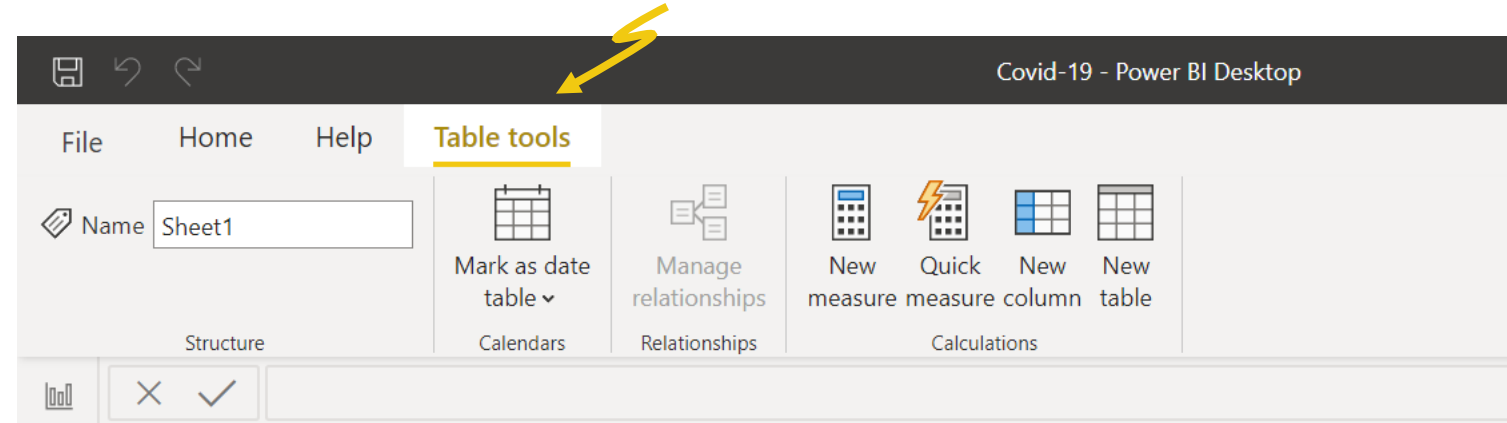 Covid-19 - Power BI Desktop
File Home Help Table tools
Name Sheet1
Mark as date table
Manage relationships
New measure
Quick measure
New column
New table
Structure Calendars Relationships Calculations